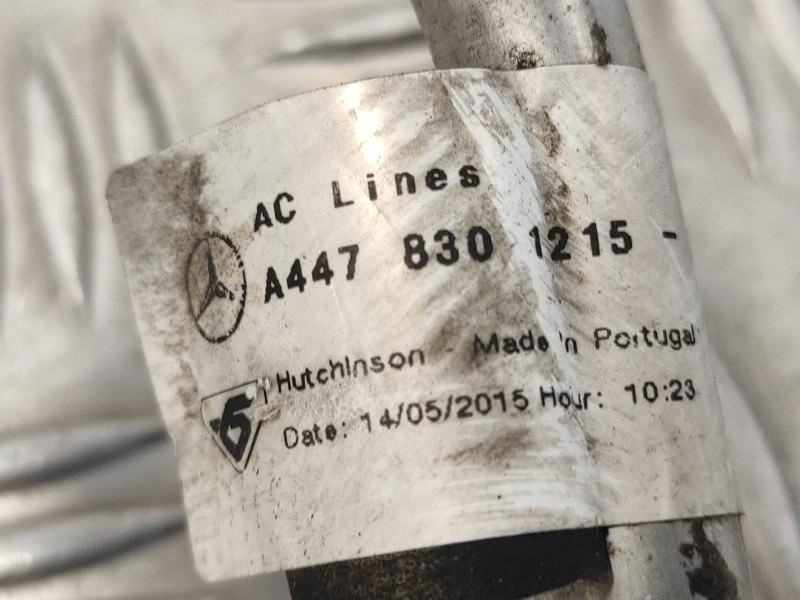 AC Lines
A447 830 1215 -
Hutchinson - Made in Portugal
Date: 14/05/2015 Hour: 10:23